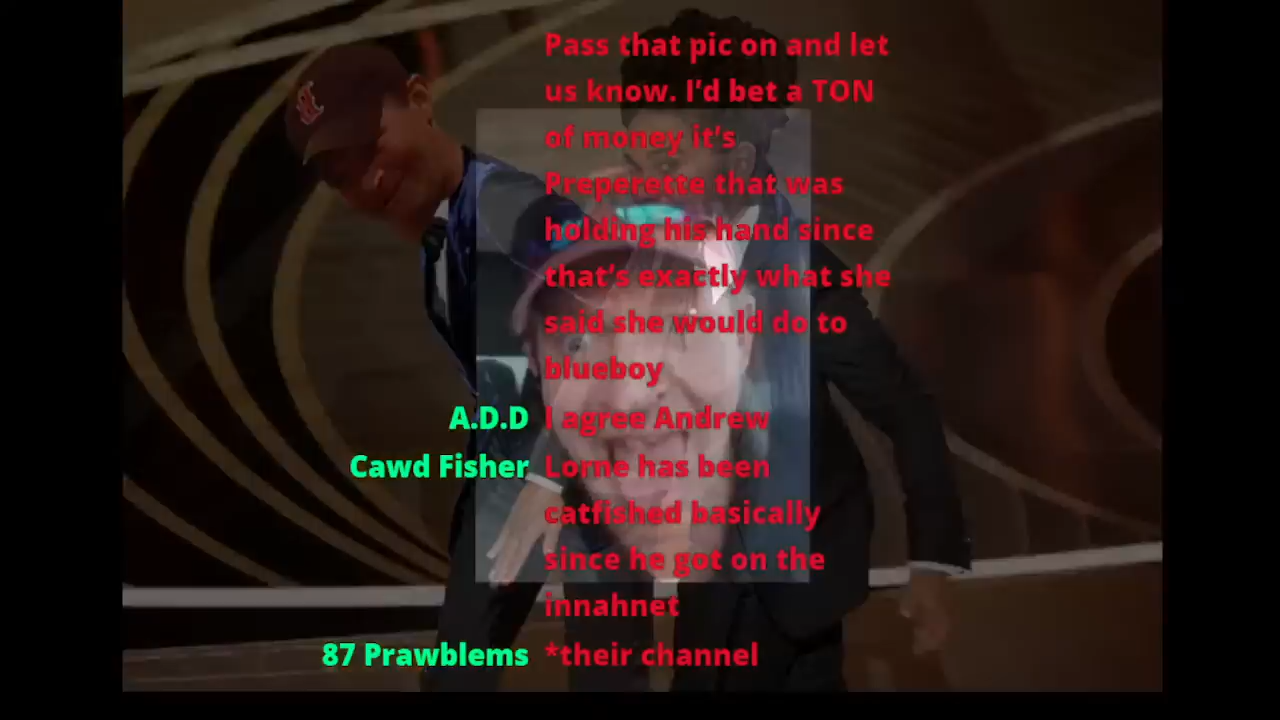 Pass that pic on and let
us know. I'd bet a TON
of money it's
Preperette that was
holding his hand since
that's exactly what she
said she would do to
blueboy
A.D.D I agree Andrew
Cawd Fisher Lorne has been
catfished basically
since he got on the
innahnet
87 Prawblems *their channel